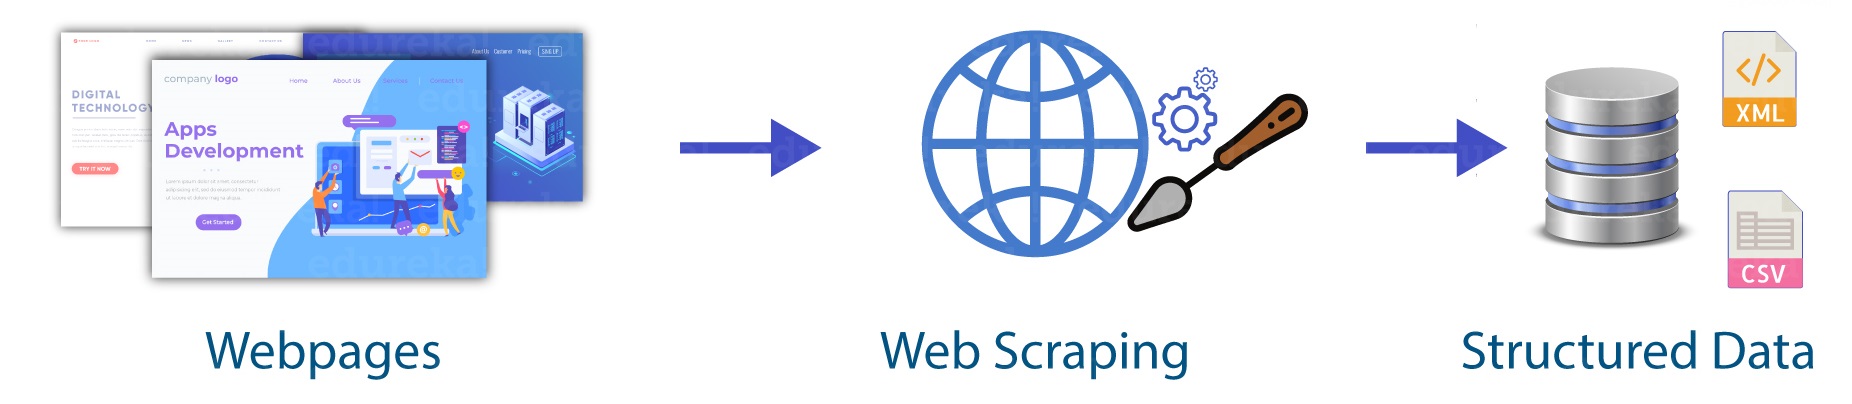 edureka!
About Us Customer Pricing SIGN UP
company logo
Home About Us Services Contact Us
DIGITAL
TECHNOLOGY
Apps
Development
TRY IT NOW
Get Started
edureka!
</>
XML
CSV
Webpages
Web Scraping
Structured Data